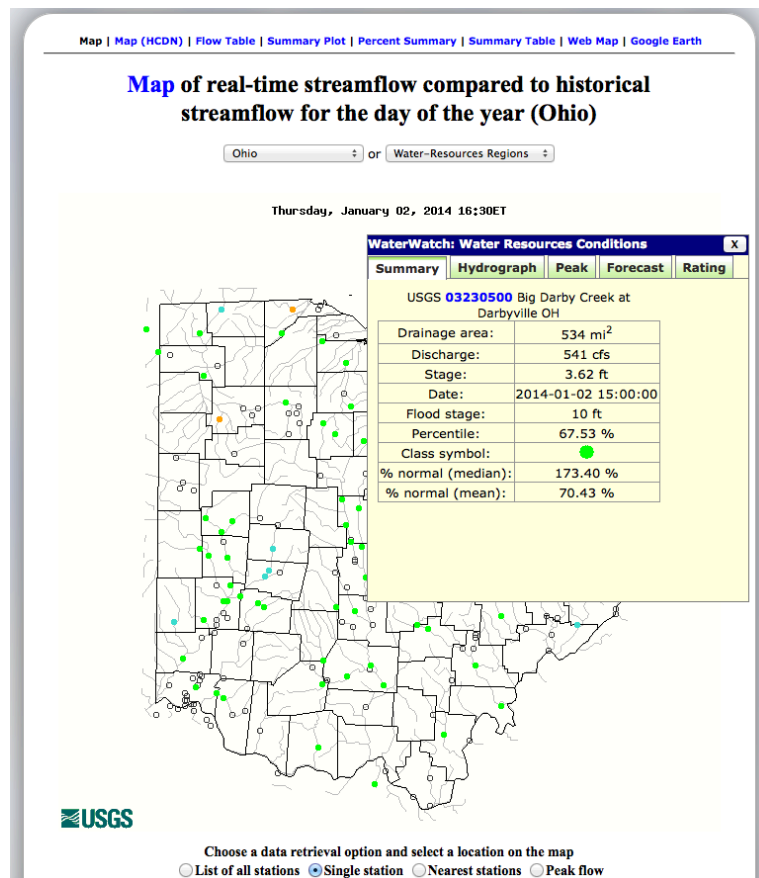 Map | Map (HCDN) | Flow Table | Summary Plot | Percent Summary | Summary Table | Web Map | Google Earth
Map of real-time streamflow compared to historical
streamflow for the day of the year (Ohio)
Ohio or Water-Resources Regions
Thursday, January 02, 2014 16:30ET
WaterWatch: Water Resources Conditions X
Summary Hydrograph Peak Forecast Rating
USGS 03230500 Big Darby Creek at
Darbyville OH
Drainage area: 534 mi²
Discharge: 541 cfs
Stage: 3.62 ft
Date: 2014-01-02 15:00:00
Flood stage: 10 ft
Percentile: 67.53 %
Class symbol:
% normal (median): 173.40 %
% normal (mean): 70.43 %
USGS
Choose a data retrieval option and select a location on the map
List of all stations Single station Nearest stations Peak flow